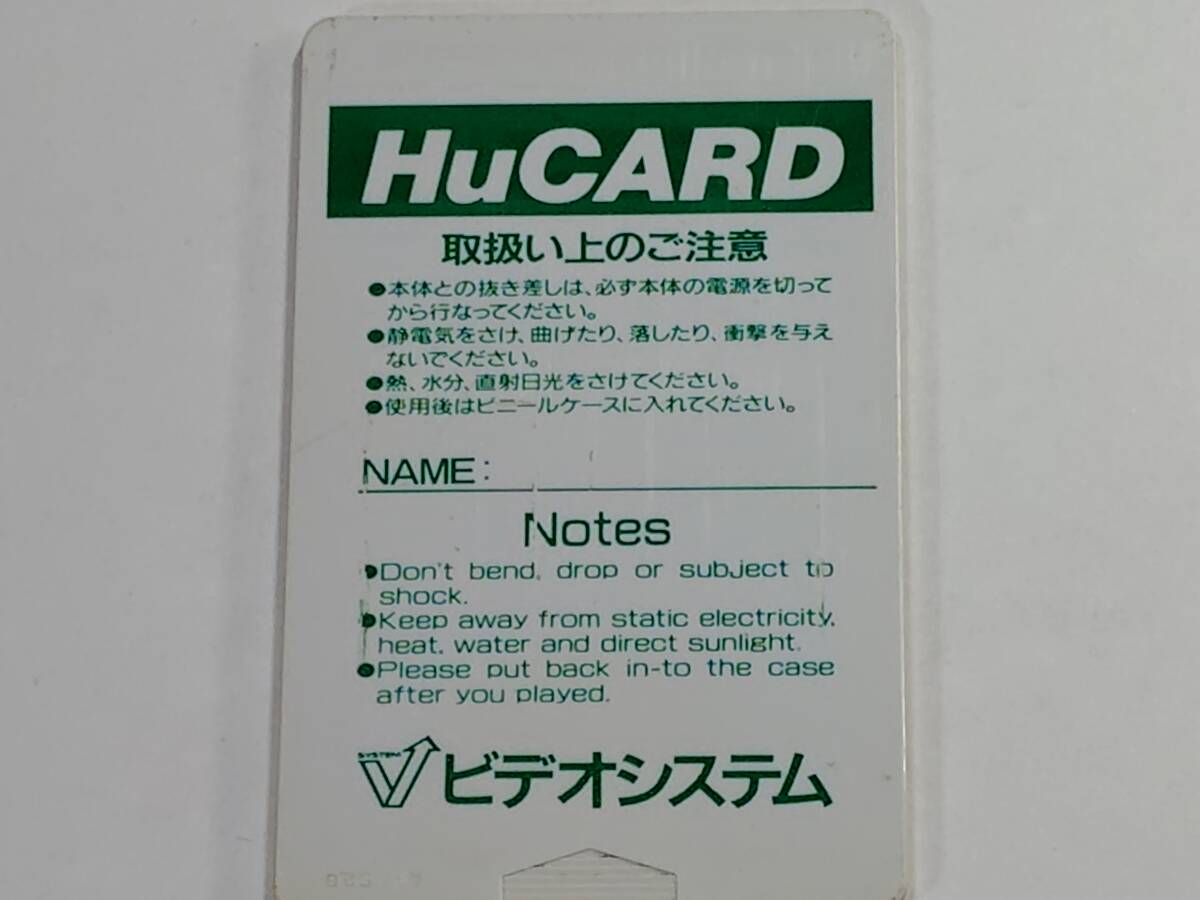 HuCARD
取扱い上のご注意
●本体との抜き差しは、必ず本体の電源を切って
から行なってください。
●静電気をさけ、曲げたり、落したり、衝撃を与え
ないでください。
●熱、水分、直射日光をさけてください。
●使用後はビニールケースに入れてください。
NAME:
Notes
●Don't bend, drop or subject to
shock.
●Keep away from static electricity,
heat, water and direct sunlight.
●Please put back in-to the case
after you played.
SYSTEM
V ビデオシステム